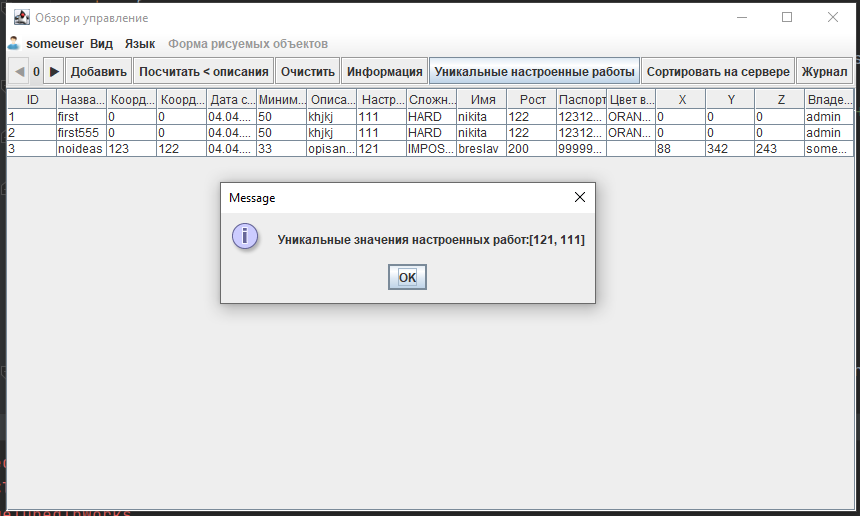 Обзор и управление
someuser Вид Язык Форма рисуемых объектов
0 Добавить Посчитать < описания Очистить Информация Уникальные настроенные работы Сортировать на сервере Журнал
ID Назва... Коорд... Коорд... Дата с... Миним... Описа... Настр... Сложн... Имя Рост Паспорт Цвет в... X Y Z Владе...
1 first 0 0 04.04.... 50 khjkj 111 HARD nikita 122 12312... ORAN... 0 0 0 admin
2 first555 0 0 04.04.... 50 khjkj 111 HARD nikita 122 12312... ORAN... 0 0 0 admin
3 noideas 123 122 04.04.... 33 opisan... 121 IMPOS... breslav 200 99999... 88 342 243 some...
Message
Уникальные значения настроенных работ:[121, 111]
OK